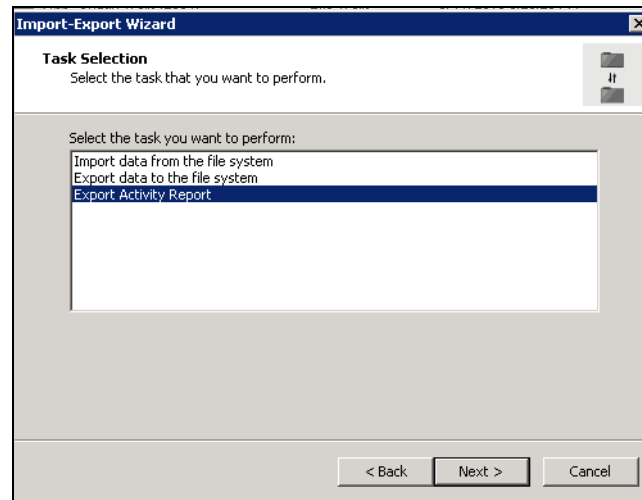 Import-Export Wizard
Task Selection
Select the task that you want to perform.
Select the task you want to perform:
Import data from the file system
Export data to the file system
Export Activity Report
< Back
Next >
Cancel